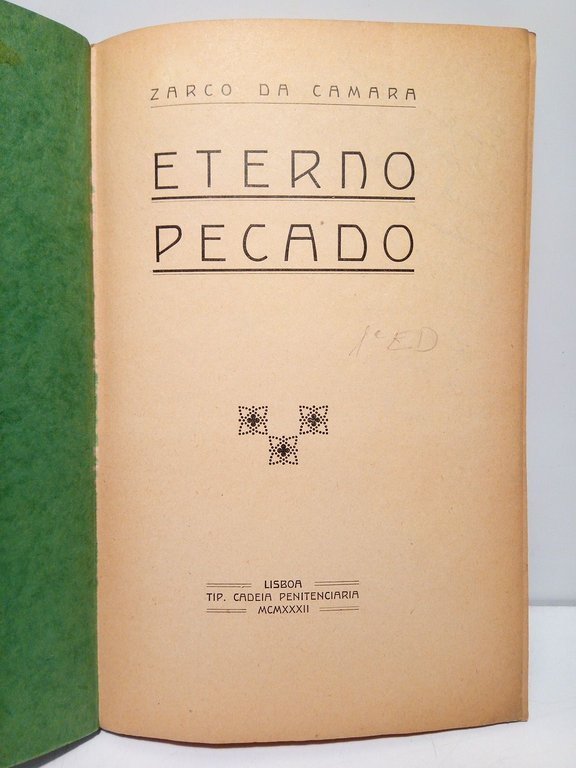 ZARCO DA CAMARA
ETERNO
PECADO
1ª ED
LISBOA
TIP. CADEIA PENITENCIARIA
MCMXXXII